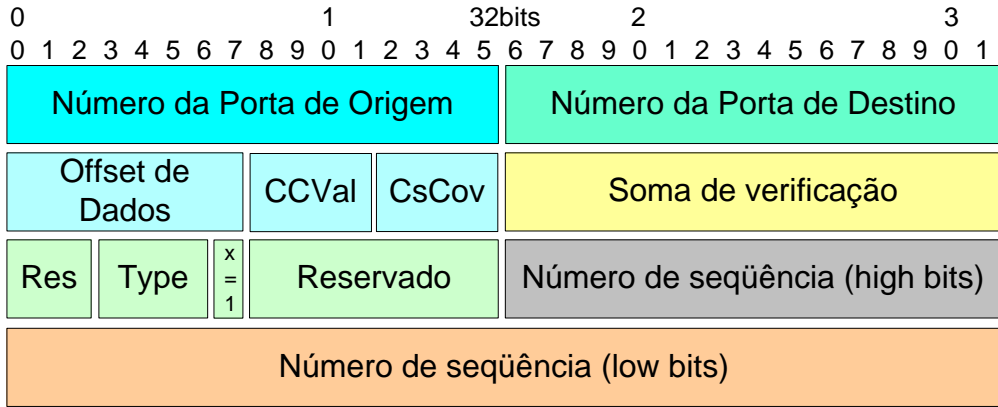 0 1 32bits 2 3
0 1 2 3 4 5 6 7 8 9 0 1 2 3 4 5 6 7 8 9 0 1 2 3 4 5 6 7 8 9 0 1
Número da Porta de Origem Número da Porta de Destino
Offset de
Dados
CCVal CsCov Soma de verificação
Res Type x
=
1
Reservado Número de seqüência (high bits)
Número de seqüência (low bits)